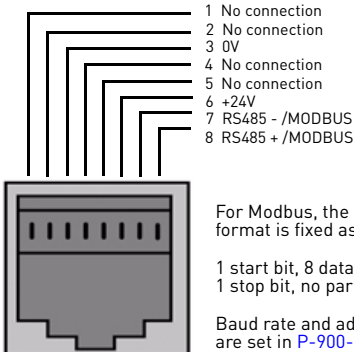 1 No connection
2 No connection
3 0V
4 No connection
5 No connection
6 +24V
7 RS485 - /MODBUS
8 RS485 + /MODBUS
For Modbus, the
format is fixed as
1 start bit, 8 data
1 stop bit, no par
Baud rate and ad
are set in P-900-